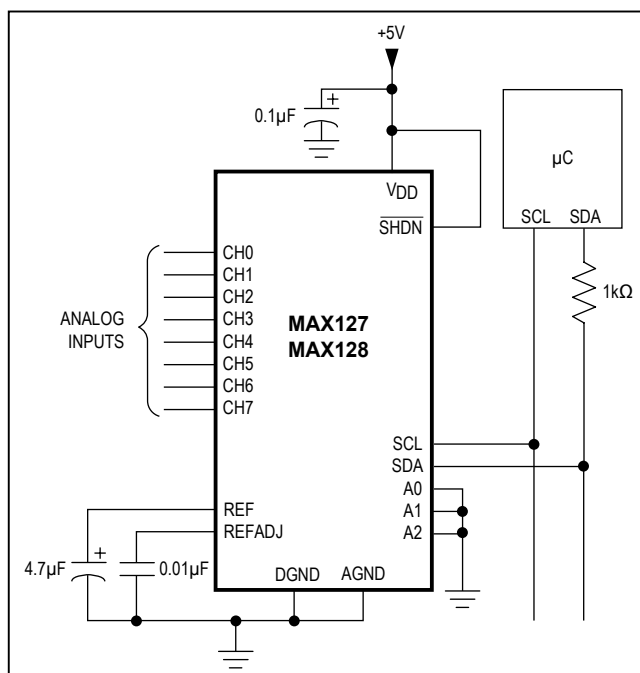 +5V
+
0.1µF
µC
SCL SDA
1kΩ
VDD
SHDN
CH0
CH1
CH2
CH3
CH4
CH5
CH6
CH7
ANALOG
INPUTS
MAX127
MAX128
SCL
SDA
A0
A1
A2
REF
REFADJ
+
4.7µF
0.01µF
DGND AGND